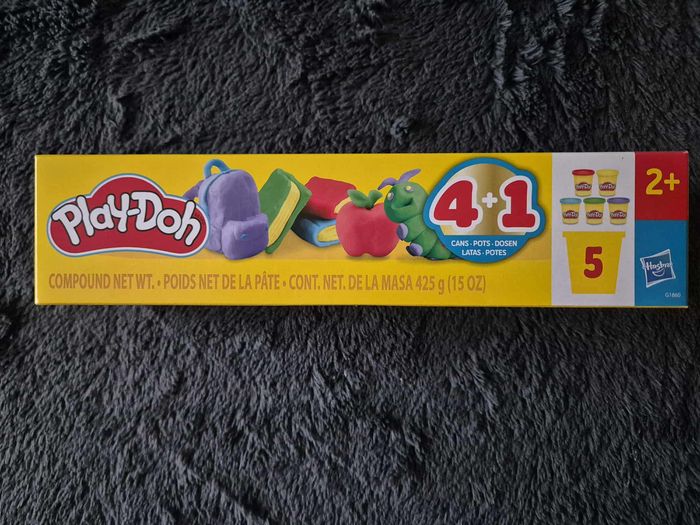 Play-Doh
4+1
CANS • POTS • DOSEN
LATAS • POTES
COMPOUND NET WT. • POIDS NET DE LA PÂTE • CONT. NET. DE LA MASA 425 g (15 OZ)
5
2+
Hasbro
G1860